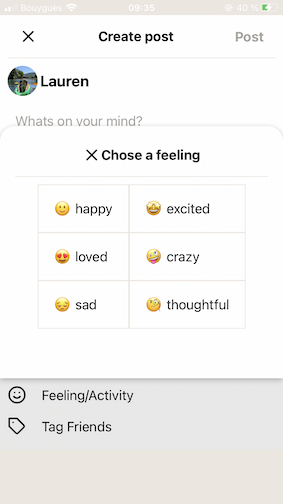 Bouygues 09:35 40 %
Create post Post
Lauren
Whats on your mind?
Chose a feeling
happy excited
loved crazy
sad thoughtful
Feeling/Activity
Tag Friends